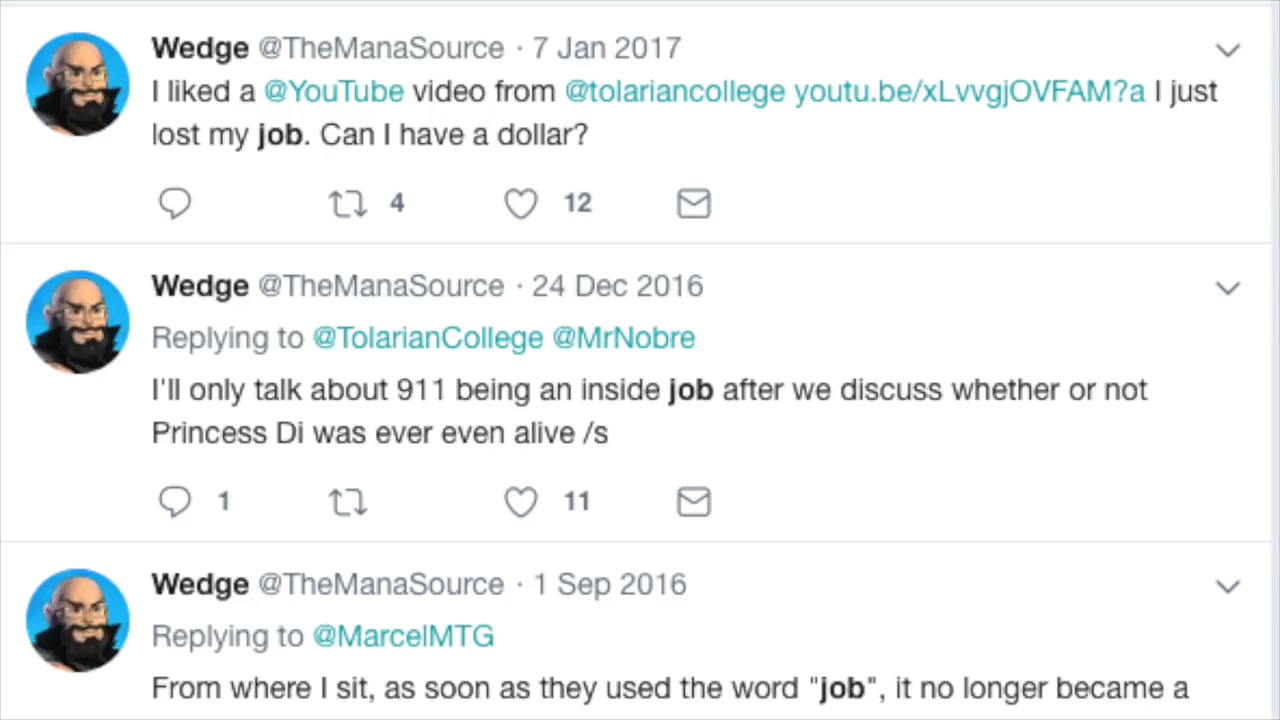 Wedge @TheManaSource · 7 Jan 2017
I liked a @YouTube video from @tolariancollege youtu.be/xLvvgjOVFAM?a I just
lost my job. Can I have a dollar?
4 12
Wedge @TheManaSource · 24 Dec 2016
Replying to @TolarianCollege @MrNobre
I'll only talk about 911 being an inside job after we discuss whether or not
Princess Di was ever even alive /s
1 11
Wedge @TheManaSource · 1 Sep 2016
Replying to @MarcelMTG
From where I sit, as soon as they used the word "job", it no longer became a